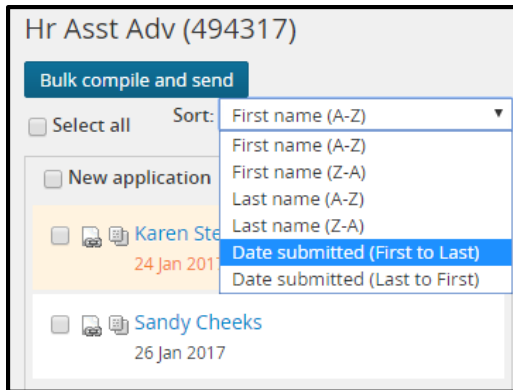 Hr Asst Adv (494317)
Bulk compile and send
Select all Sort: First name (A-Z)
First name (A-Z)
First name (Z-A)
Last name (A-Z)
Last name (Z-A)
Date submitted (First to Last)
Date submitted (Last to First)
New application
Karen Ste
24 Jan 2017
Sandy Cheeks
26 Jan 2017